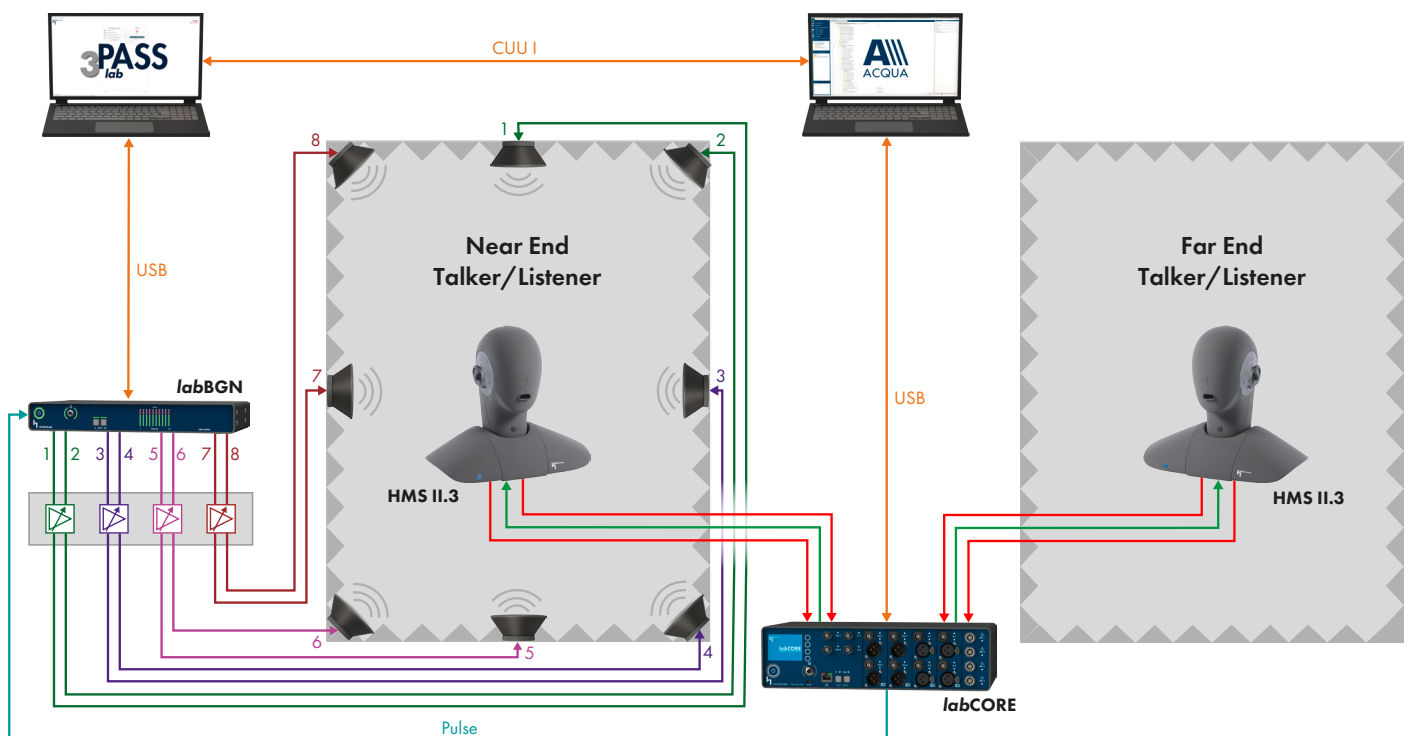 3PASS
lab
CUU I
ACQUA
USB
USB
8
1
2
7
3
6
5
4
Near End
Talker/Listener
HMS II.3
Far End
Talker/Listener
HMS II.3
labBGN
1 2 3 4 5 6 7 8
labCORE
labCORE
Pulse